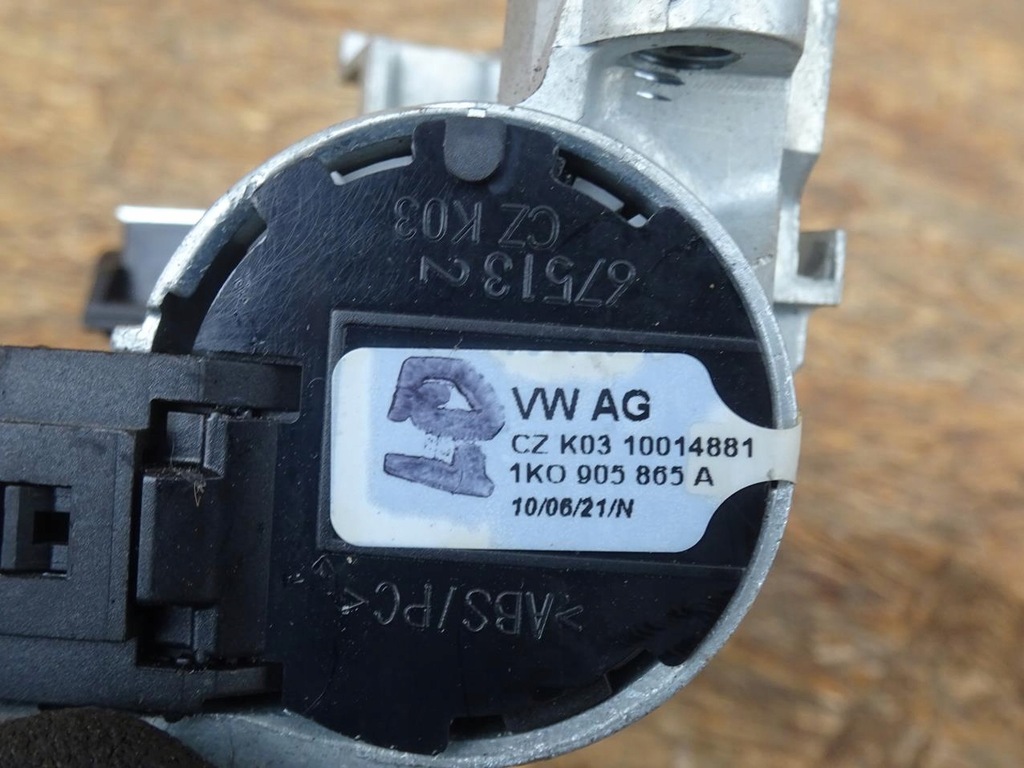 CZ K03
67513 2
VW AG
CZ K03 10014881
1K0 905 865 A
10/06/21/N
>ABS/PC<